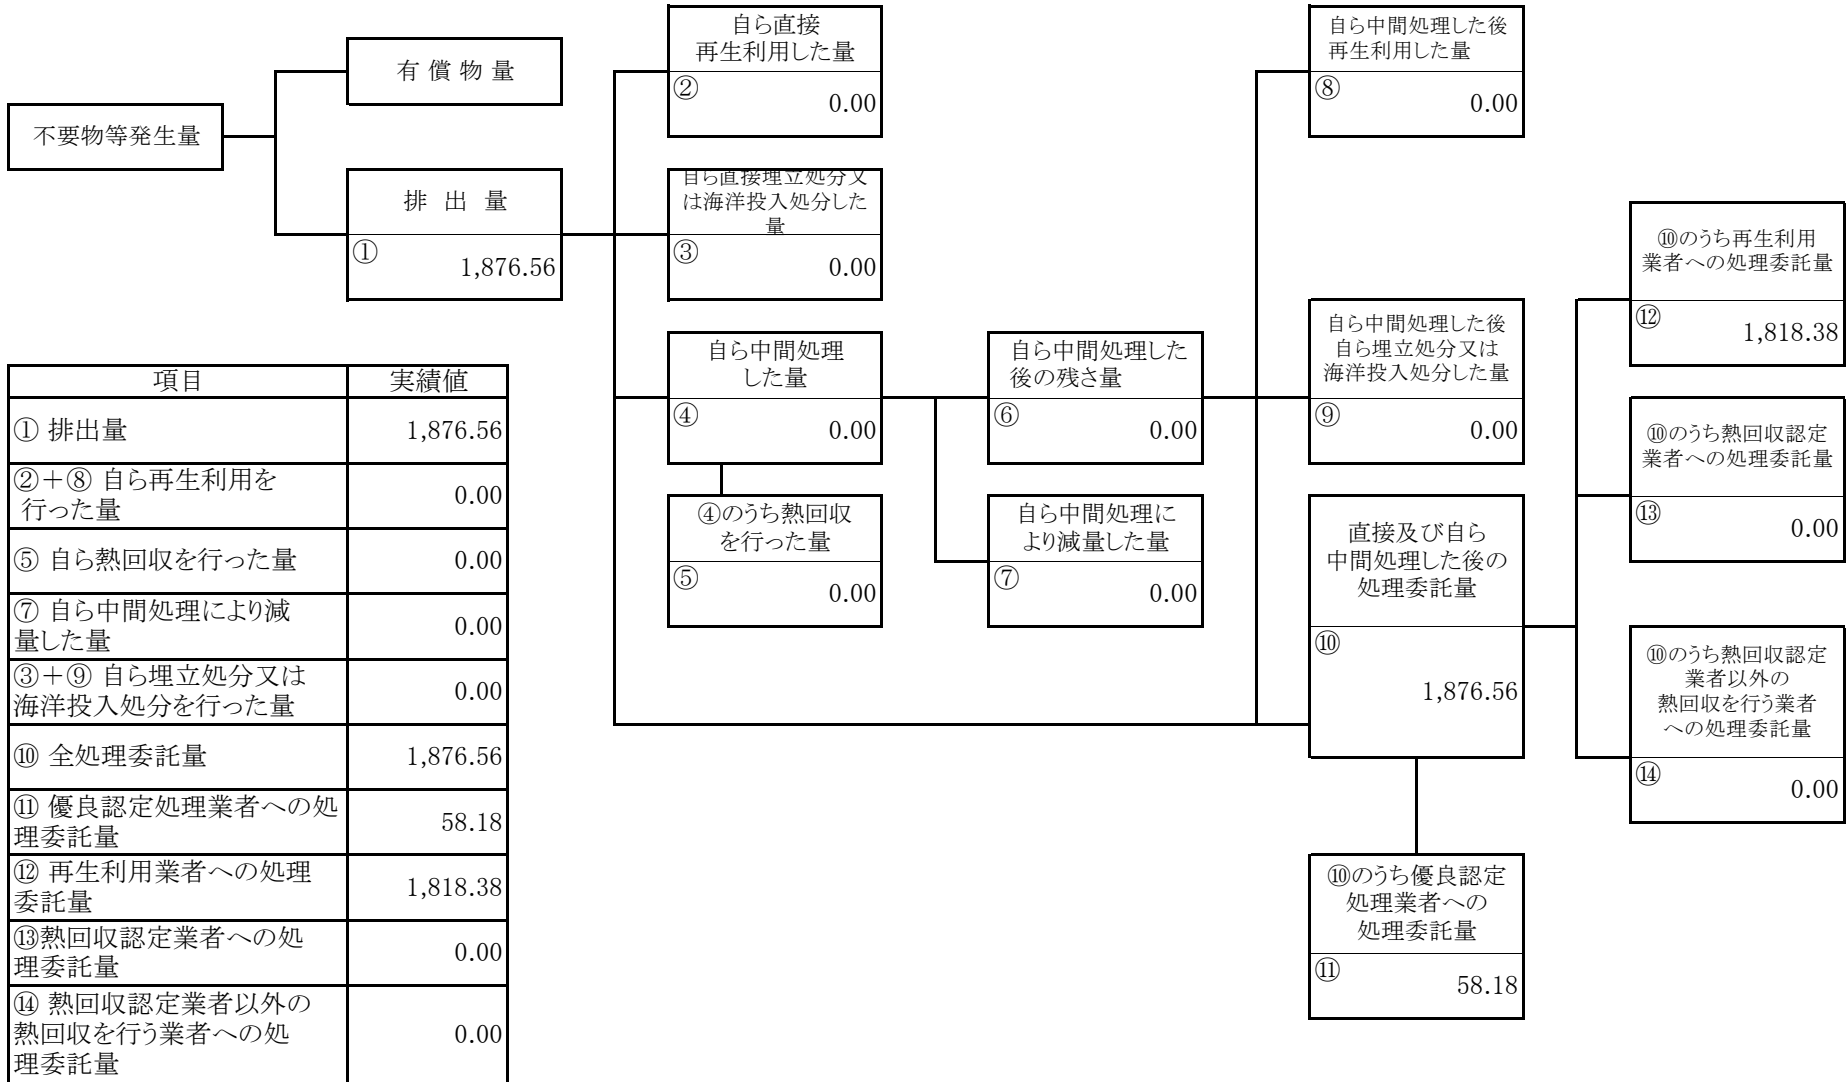 不要物等発生量
有 償 物 量
排 出 量
①
1,876.56
自ら直接
再生利用した量
②
0.00
自ら直接埋立処分又
は海洋投入処分した
量
③
0.00
自ら中間処理
した量
④
0.00
④のうち熱回収
を行った量
⑤
0.00
自ら中間処理した
後の残さ量
⑥
0.00
自ら中間処理に
より減量した量
⑦
0.00
自ら中間処理した後
再生利用した量
⑧
0.00
自ら中間処理した後
自ら埋立処分又は
海洋投入処分した量
⑨
0.00
直接及び自ら
中間処理した後の
処理委託量
⑩
1,876.56
⑩のうち優良認定
処理業者への
処理委託量
⑪
58.18
⑩のうち再生利用
業者への処理委託量
⑫
1,818.38
⑩のうち熱回収認定
業者への処理委託量
⑬
0.00
⑩のうち熱回収認定
業者以外の
熱回収を行う業者
への処理委託量
⑭
0.00
項目 実績値
① 排出量 1,876.56
②＋⑧ 自ら再生利用を
行った量 0.00
⑤ 自ら熱回収を行った量 0.00
⑦ 自ら中間処理により減
量した量 0.00
③＋⑨ 自ら埋立処分又は
海洋投入処分を行った量 0.00
⑩ 全処理委託量 1,876.56
⑪ 優良認定処理業者への処
理委託量 58.18
⑫ 再生利用業者への処理
委託量 1,818.38
⑬熱回収認定業者への処
理委託量 0.00
⑭ 熱回収認定業者以外の
熱回収を行う業者への処
理委託量 0.00